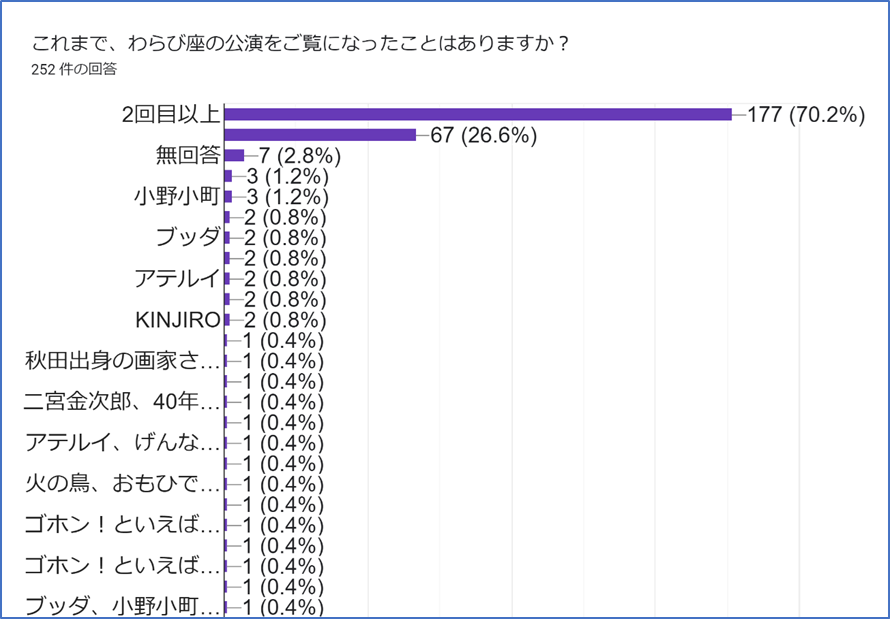 これまで、わらび座の公演をご覧になったことはありますか？
252 件の回答
2回目以上 177 (70.2%)
67 (26.6%)
無回答 7 (2.8%)
3 (1.2%)
小野小町 3 (1.2%)
2 (0.8%)
ブッダ 2 (0.8%)
2 (0.8%)
アテルイ 2 (0.8%)
2 (0.8%)
KINJIRO 2 (0.8%)
1 (0.4%)
秋田出身の画家さ… 1 (0.4%)
1 (0.4%)
二宮金次郎、40年… 1 (0.4%)
1 (0.4%)
アテルイ、げんな… 1 (0.4%)
1 (0.4%)
火の鳥、おもひで… 1 (0.4%)
1 (0.4%)
ゴホン！といえば… 1 (0.4%)
1 (0.4%)
ゴホン！といえば… 1 (0.4%)
1 (0.4%)
ブッダ、小野小町… 1 (0.4%)